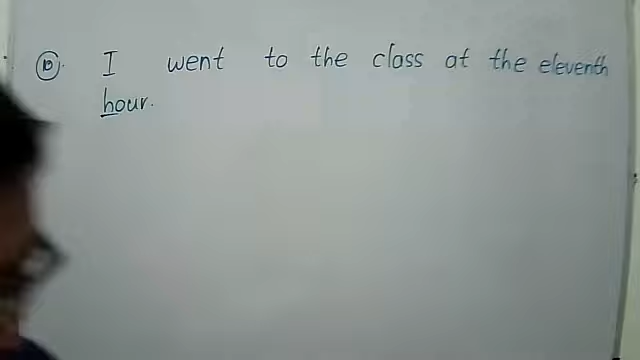 10. I went to the class at the eleventh
hour.